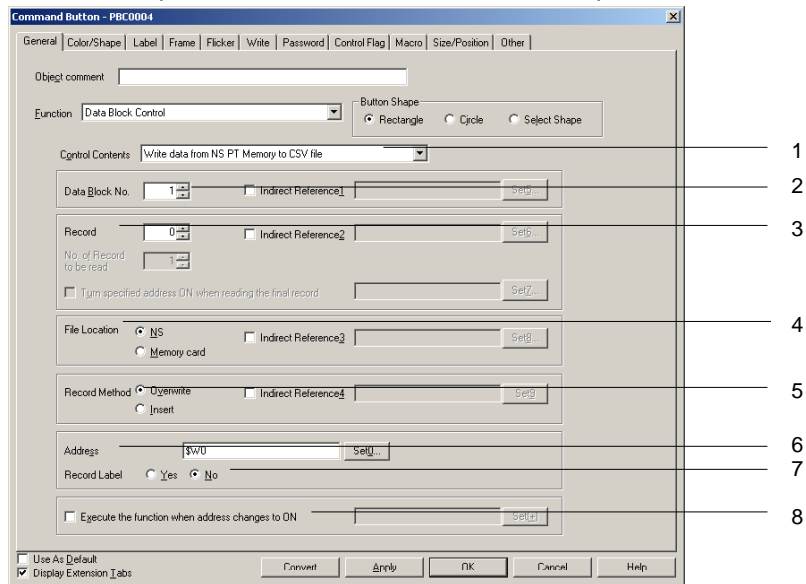 Command Button - PBC0004
General Color/Shape Label Frame Flicker Write Password Control Flag Macro Size/Position Other
Object comment
Function Data Block Control
Button Shape
Rectangle Circle Select Shape
Control Contents Write data from NS PT Memory to CSV file 1
Data Block No. 1 Indirect Reference1 Set5... 2
Record 0 Indirect Reference2 Set6... 3
No. of Record
to be read 1
Turn specified address ON when reading the final record Set7...
File Location NS Indirect Reference3 Set8... 4
Memory card
Record Method Overwrite Indirect Reference4 Set9 5
Insert
Address $W0 Set0... 6
Record Label Yes No 7
Execute the function when address changes to ON Set[+] 8
Use As Default
Display Extension Tabs
Convert Apply OK Cancel Help